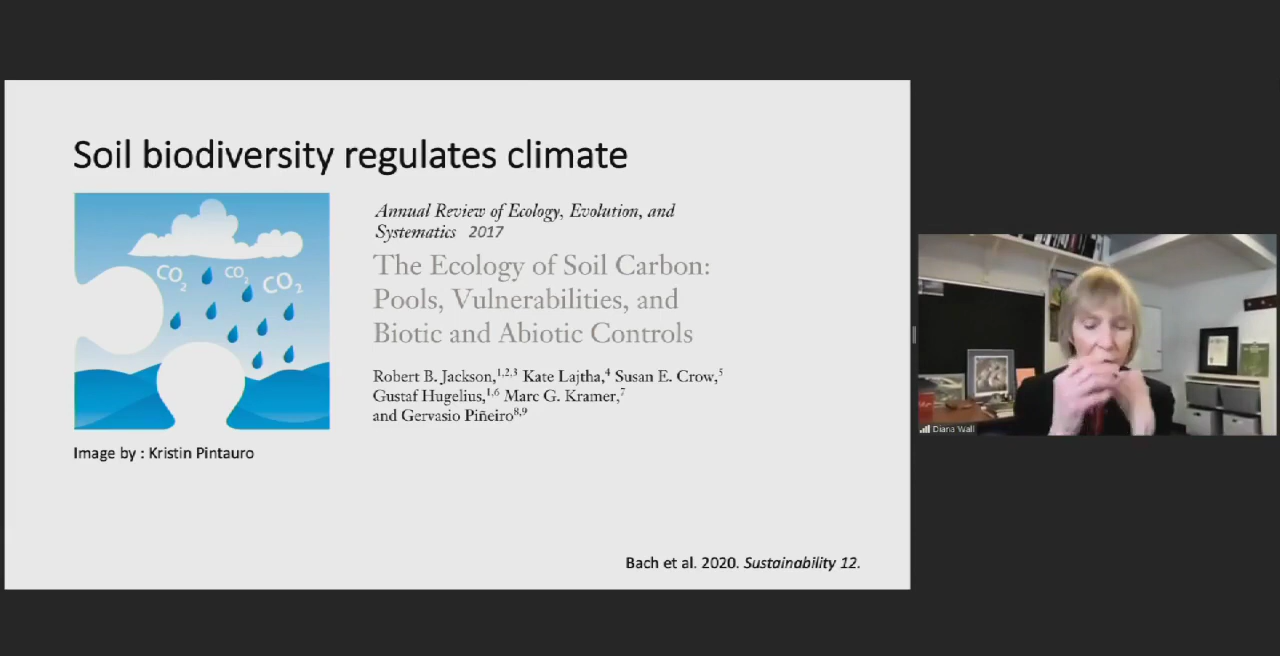 Soil biodiversity regulates climate
CO2
CO2
CO2
Annual Review of Ecology, Evolution, and
Systematics 2017
The Ecology of Soil Carbon:
Pools, Vulnerabilities, and
Biotic and Abiotic Controls
Robert B. Jackson,1,2,3 Kate Lajtha,4 Susan E. Crow,5
Gustaf Hugelius,1,6 Marc G. Kramer,7
and Gervasio Piñeiro8,9
Image by : Kristin Pintauro
Bach et al. 2020. Sustainability 12.
Diana Wall